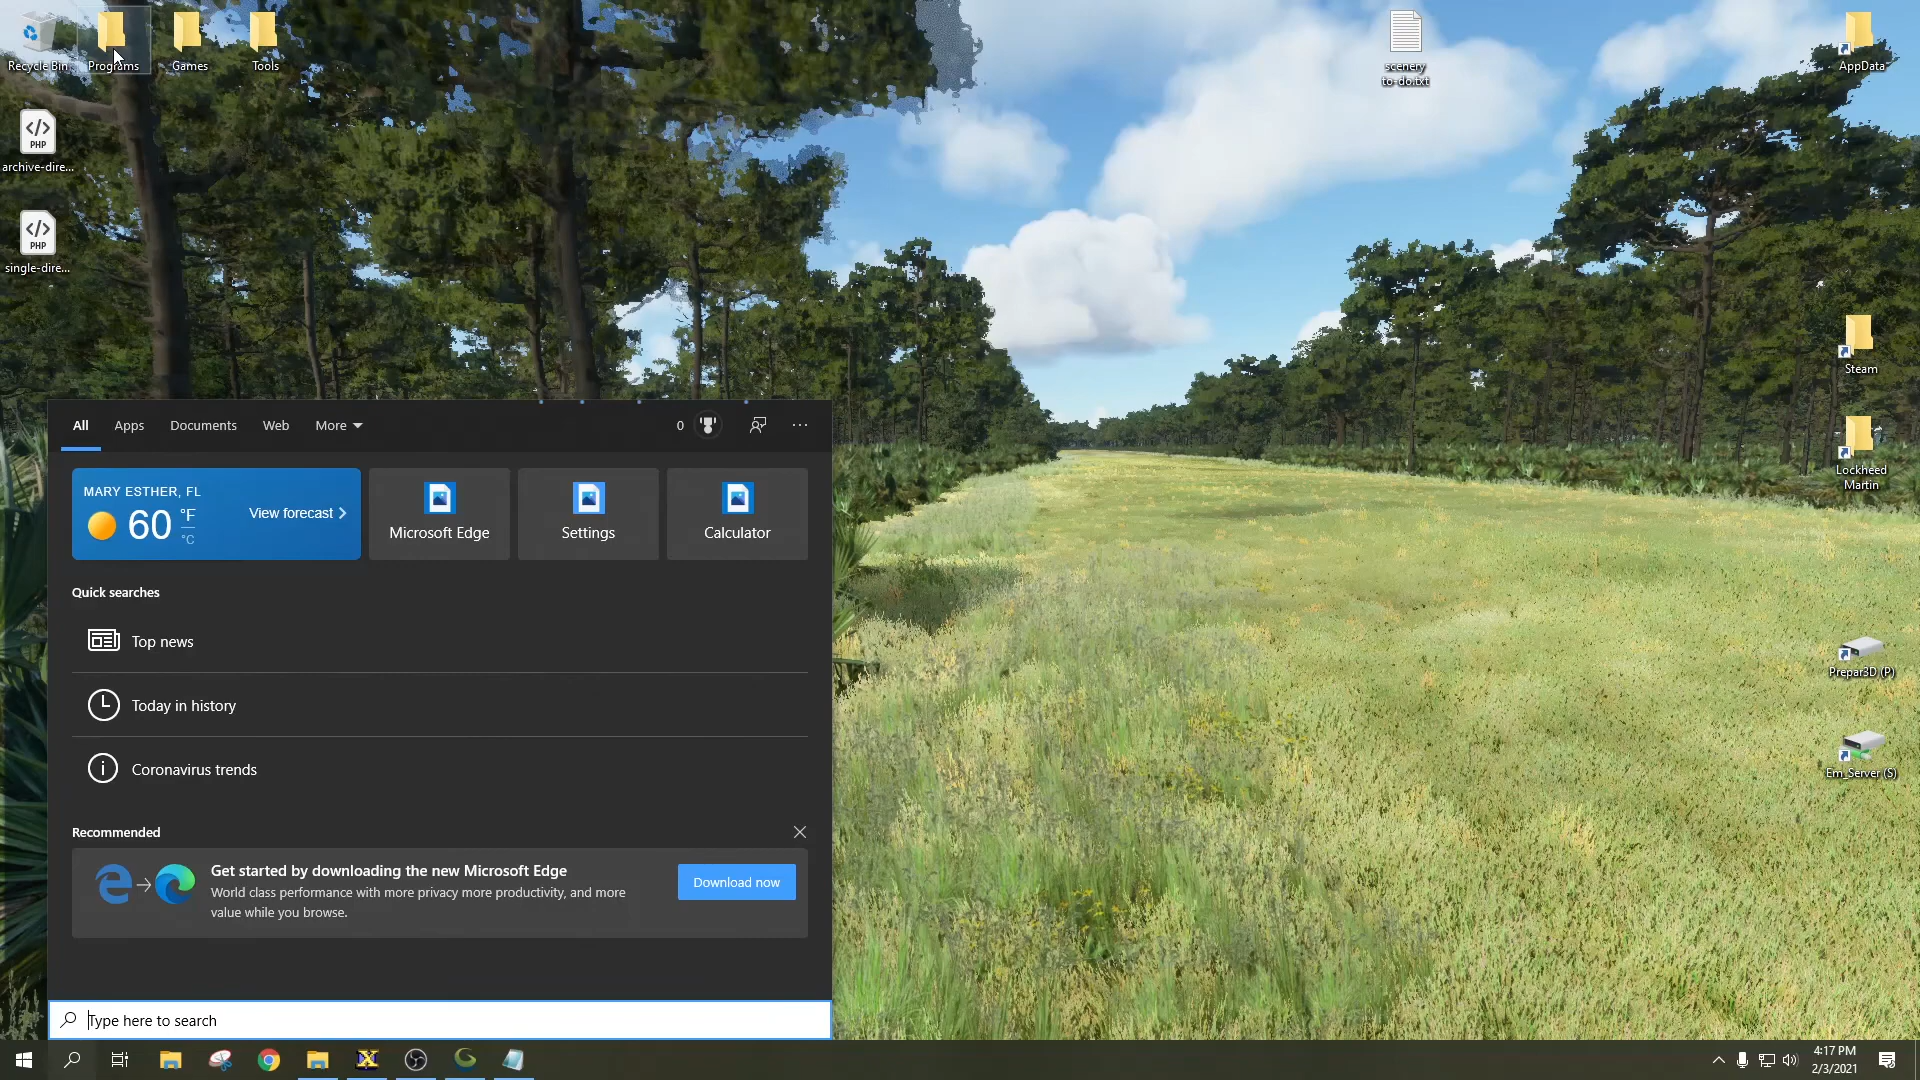 Recycle Bin
Programs
Games
Tools
scenery
to-do.txt
AppData
PHP
archive-dire...
PHP
single-dire...
Steam
Lockheed
Martin
Prepar3D (P)
Em_Server (S)
All
Apps
Documents
Web
More
0
MARY ESTHER, FL
60
°F
°C
View forecast
Microsoft Edge
Settings
Calculator
Quick searches
Top news
Today in history
Coronavirus trends
Recommended
Get started by downloading the new Microsoft Edge
World class performance with more privacy more productivity, and more
value while you browse.
Download now
Type here to search
4:17 PM
2/3/2021